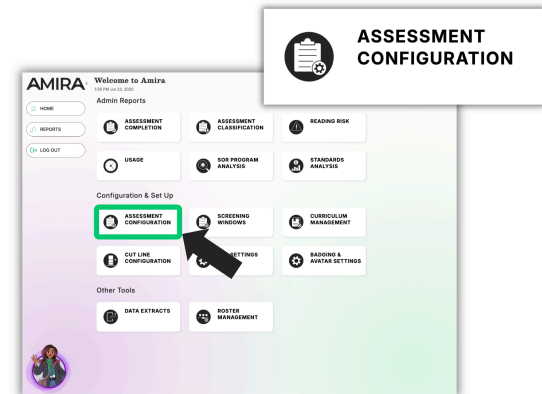 ASSESSMENT
CONFIGURATION
AMIRA
Welcome to Amira
1:28 PM Jul 23, 2025
HOME
REPORTS
LOG OUT
Admin Reports
ASSESSMENT
COMPLETION
ASSESSMENT
CLASSIFICATION
READING RISK
USAGE
SOR PROGRAM
ANALYSIS
STANDARDS
ANALYSIS
Configuration & Set Up
ASSESSMENT
CONFIGURATION
SCREENING
WINDOWS
CURRICULUM
MANAGEMENT
CUT LINE
CONFIGURATION
SETTINGS
BADGING &
AVATAR SETTINGS
Other Tools
DATA EXTRACTS
ROSTER
MANAGEMENT